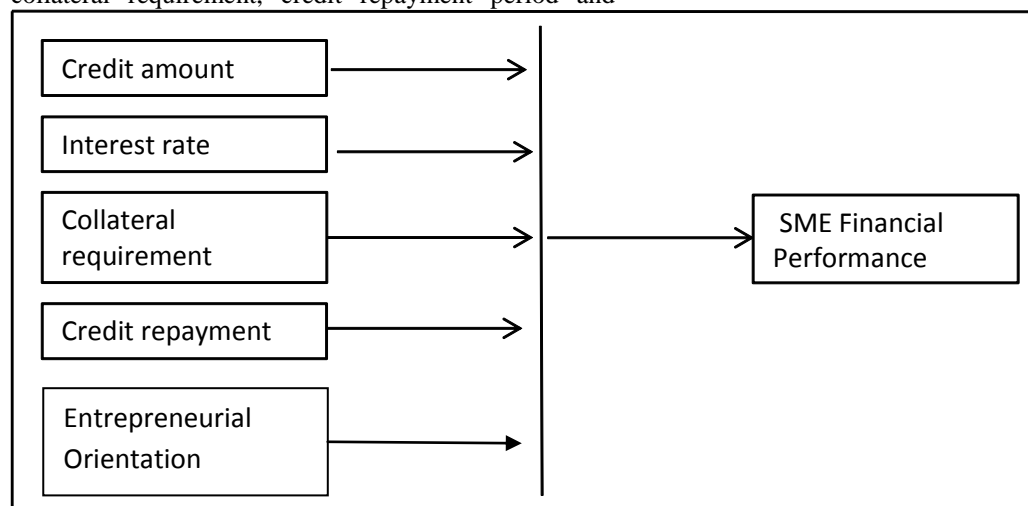 collateral requirement, credit repayment period and
Credit amount
Interest rate
Collateral
requirement
SME Financial
Performance
Credit repayment
Entrepreneurial
Orientation